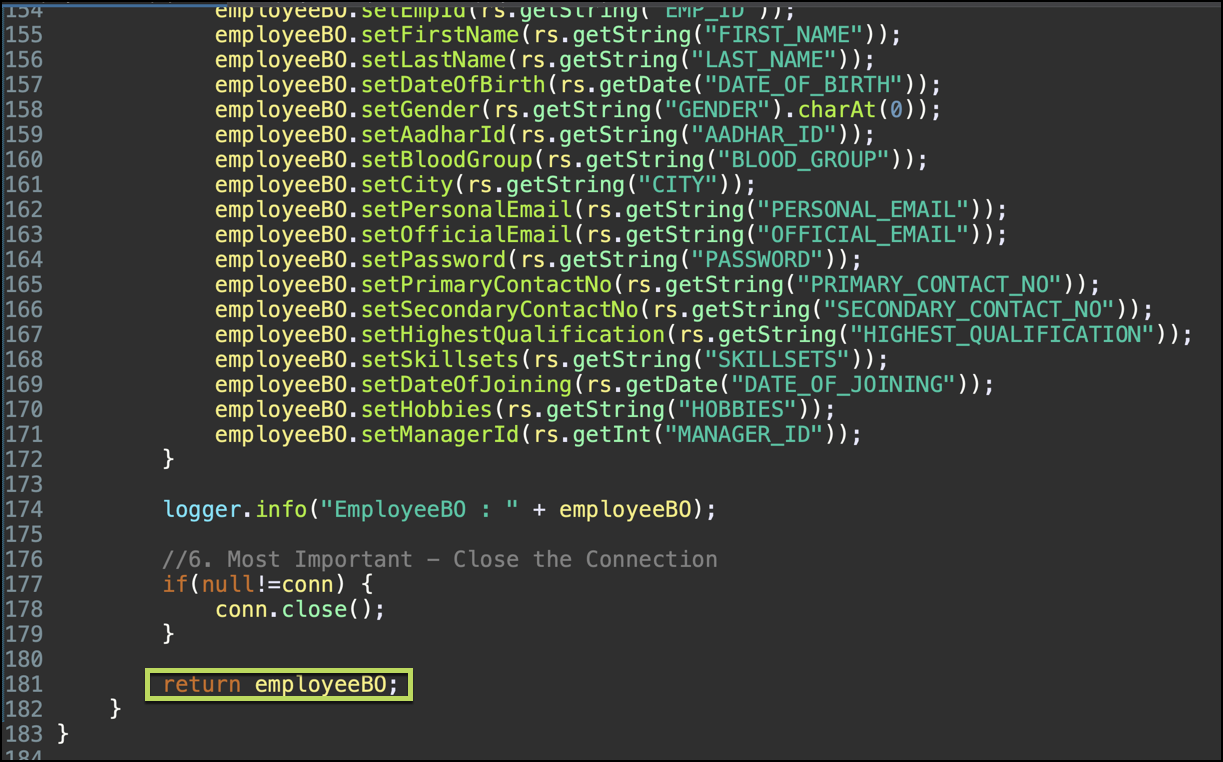 154 employeeBO.setEmpId(rs.getString("EMP_ID"));
155 employeeBO.setFirstName(rs.getString("FIRST_NAME"));
156 employeeBO.setLastName(rs.getString("LAST_NAME"));
157 employeeBO.setDateOfBirth(rs.getDate("DATE_OF_BIRTH"));
158 employeeBO.setGender(rs.getString("GENDER").charAt(0));
159 employeeBO.setAadharId(rs.getString("AADHAR_ID"));
160 employeeBO.setBloodGroup(rs.getString("BLOOD_GROUP"));
161 employeeBO.setCity(rs.getString("CITY"));
162 employeeBO.setPersonalEmail(rs.getString("PERSONAL_EMAIL"));
163 employeeBO.setOfficialEmail(rs.getString("OFFICIAL_EMAIL"));
164 employeeBO.setPassword(rs.getString("PASSWORD"));
165 employeeBO.setPrimaryContactNo(rs.getString("PRIMARY_CONTACT_NO"));
166 employeeBO.setSecondaryContactNo(rs.getString("SECONDARY_CONTACT_NO"));
167 employeeBO.setHighestQualification(rs.getString("HIGHEST_QUALIFICATION"));
168 employeeBO.setSkillsets(rs.getString("SKILLSETS"));
169 employeeBO.setDateOfJoining(rs.getDate("DATE_OF_JOINING"));
170 employeeBO.setHobbies(rs.getString("HOBBIES"));
171 employeeBO.setManagerId(rs.getInt("MANAGER_ID"));
172 }
173
174 logger.info("EmployeeBO : " + employeeBO);
175
176 //6. Most Important - Close the Connection
177 if(null!=conn) {
178 conn.close();
179 }
180
181 return employeeBO;
182 }
183 }
184